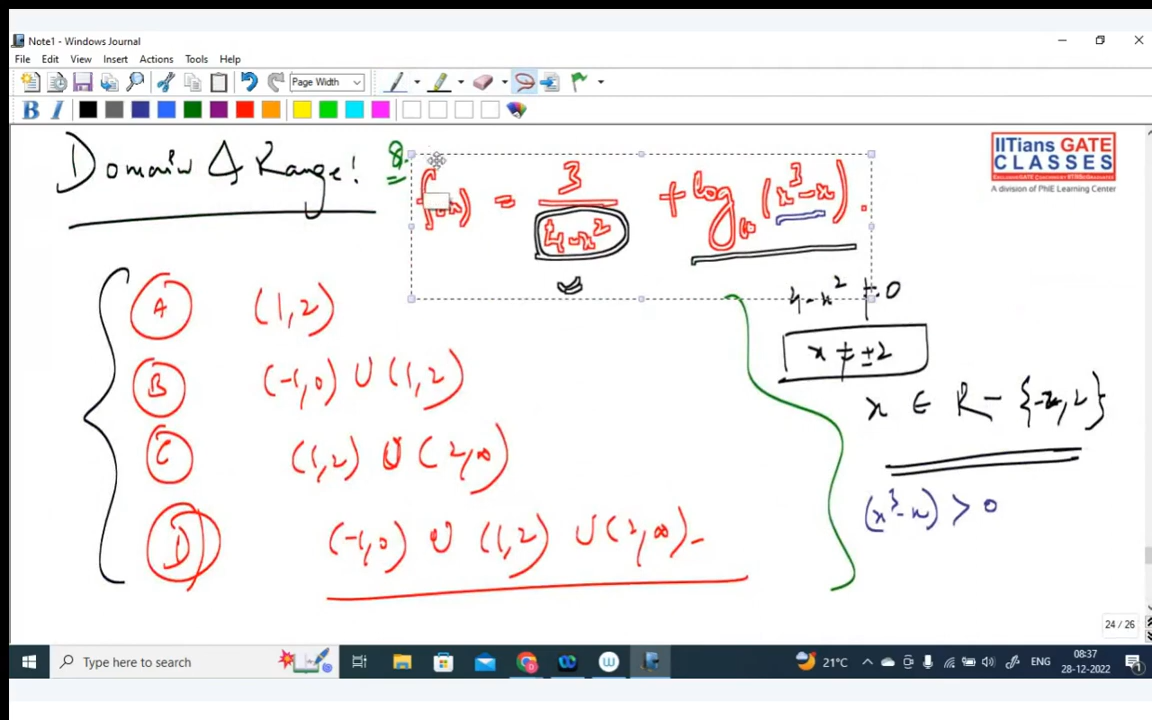 Note1 - Windows Journal
File Edit View Insert Actions Tools Help
Page Width
B I
Domain & Range!
8.
f(x) = 3/(4-x²) + log₁₀(x³-x).
IITians GATE
CLASSES
A division of PhIE Learning Center
4-x² ≠ 0
x ≠ ±2
x ∈ R - {-2, 2}
(x³-x) > 0
A (1,2)
B (-1,0) ∪ (1,2)
C (1,2) ∪ (2,∞)
D (-1,0) ∪ (1,2) ∪ (2,∞).
24 / 26
Type here to search
21°C
ENG
08:37
28-12-2022